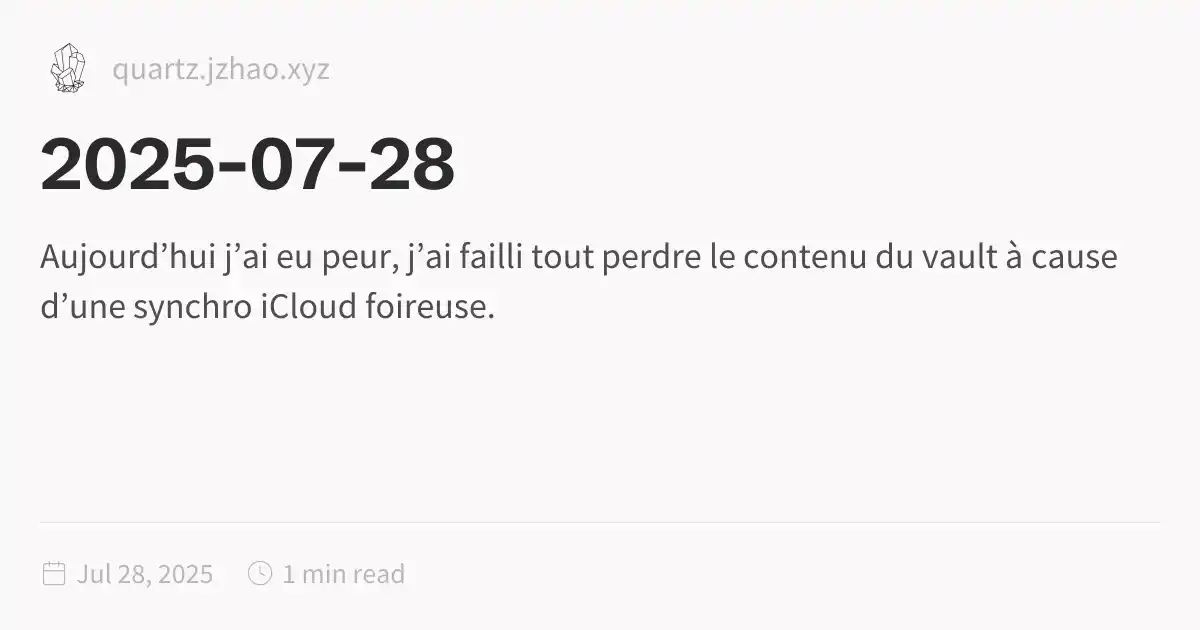 quartz.jzhao.xyz
2025-07-28
Aujourd’hui j’ai eu peur, j’ai failli tout perdre le contenu du vault à cause
d’une synchro iCloud foireuse.
Jul 28, 2025 1 min read